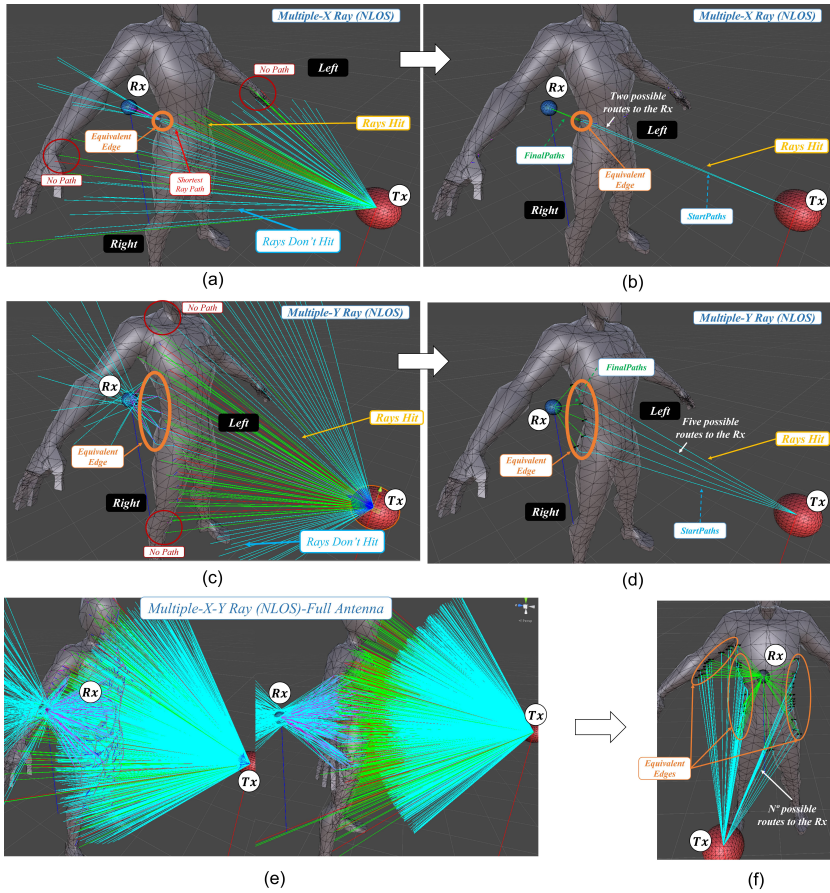 Multiple-X Ray (NLOS)
No Path
Left
Rx
Rays Hit
Equivalent
Edge
No Path
Shortest
Ray Path
Tx
Right
Rays Don't Hit
(a)
Multiple-X Ray (NLOS)
Rx
Two possible
routes to the Rx
Left
Rays Hit
FinalPaths
Equivalent
Edge
Tx
Right
StartPaths
(b)
No Path
Multiple-Y Ray (NLOS)
Rx
Left
Rays Hit
Equivalent
Edge
Right
Tx
Rays Don't Hit
No Path
(c)
Multiple-Y Ray (NLOS)
FinalPaths
Rx
Left
Five possible
routes to the Rx
Rays Hit
Equivalent
Edge
Tx
Right
StartPaths
(d)
Multiple-X-Y Ray (NLOS)-Full Antenna
Rx
Rx
Tx
Tx
(e)
Rx
Equivalent
Edges
Nº possible
routes to the Rx
Tx
(f)